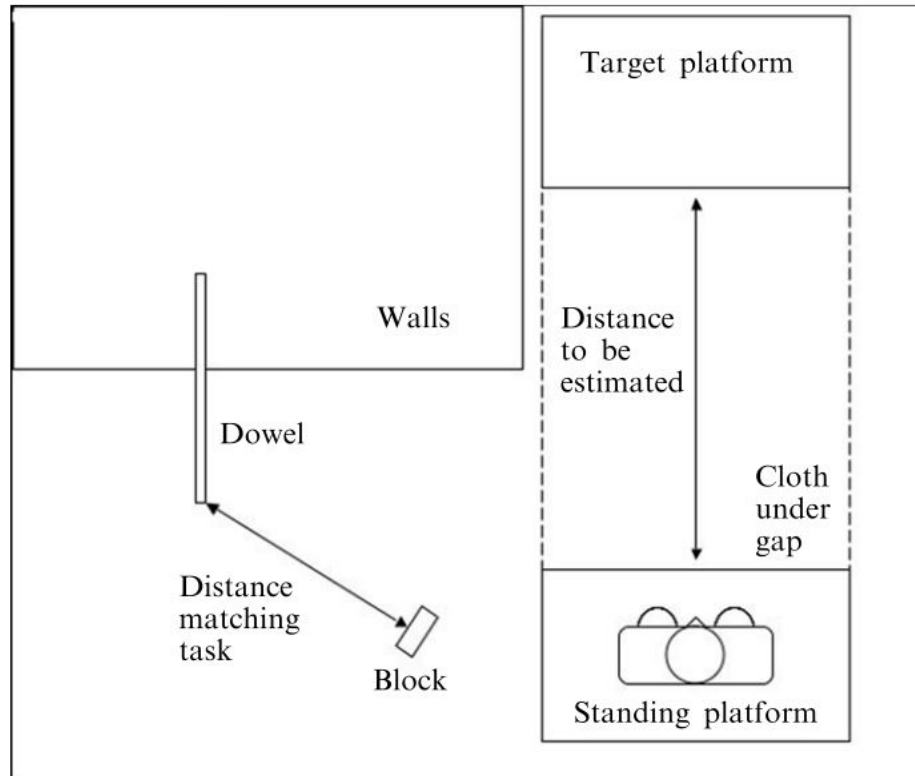 Target platform
Walls
Distance
to be
estimated
Dowel
Cloth
under
gap
Distance
matching
task
Block
Standing platform